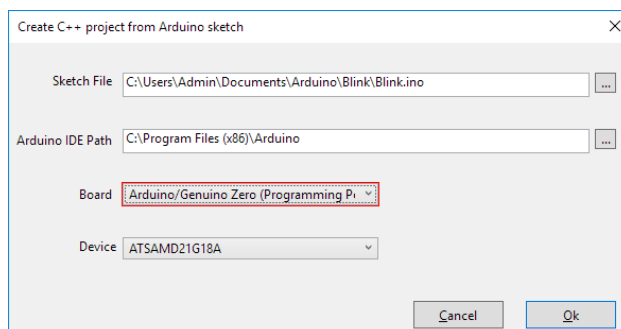 Create C++ project from Arduino sketch
Sketch File C:\Users\Admin\Documents\Arduino\Blink\Blink.ino ...
Arduino IDE Path C:\Program Files (x86)\Arduino ...
Board Arduino/Genuino Zero (Programming P
Device ATSAMD21G18A
Cancel Ok